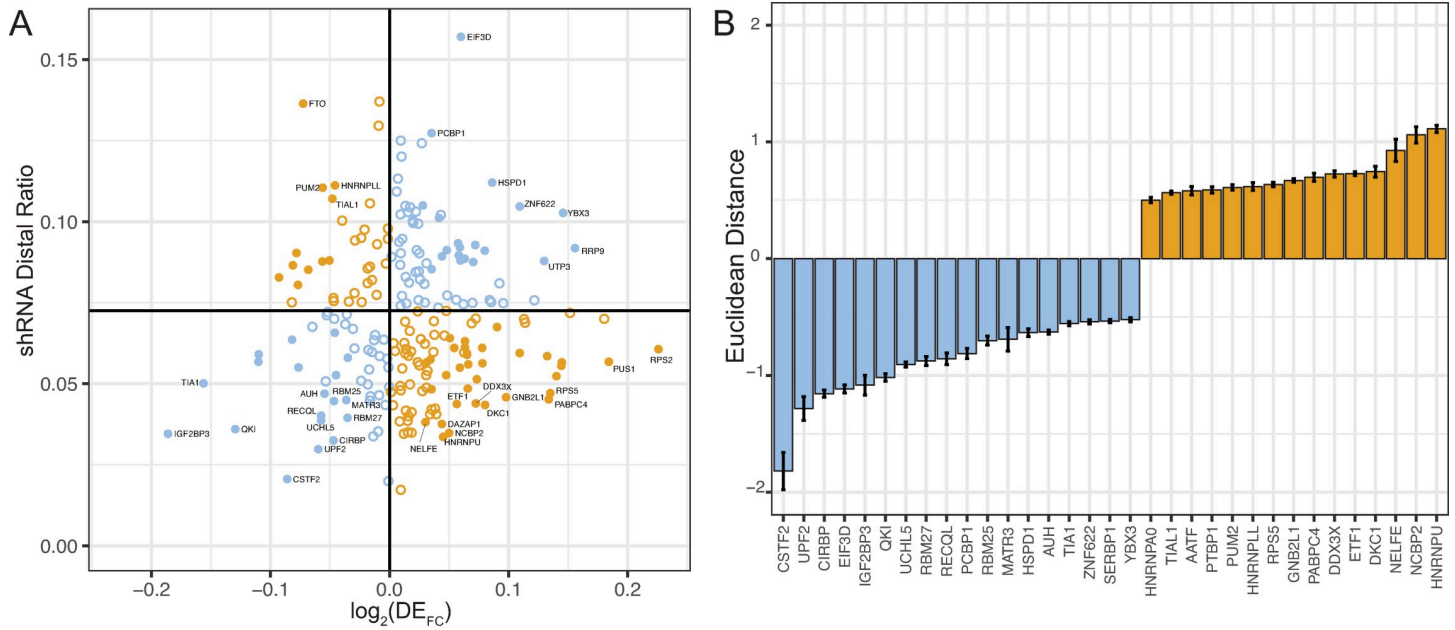 A
shRNA Distal Ratio
0.15
0.10
0.05
0.00
EIF3D
FTO
PCBP1
PUM2
HNRNPLL
TIAL1
HSPD1
ZNF622
YBX3
RRP9
UTP3
RPS2
PUS1
TIA1
AUH
RBM25
RECQL
MATR3
UCHL5
RBM27
IGF2BP3
QKI
CIRBP
UPF2
CSTF2
ETF1
DDX3X
GNB2L1
RPS5
PABPC4
DKC1
DAZAP1
NCBP2
HNRNPU
NELFE
−0.2 −0.1 0.0 0.1 0.2
log2(DEFC)
B
Euclidean Distance
2
1
0
−1
−2
CSTF2
UPF2
CIRBP
EIF3D
IGF2BP3
QKI
UCHL5
RBM27
RECQL
PCBP1
RBM25
MATR3
HSPD1
AUH
TIA1
ZNF622
SERBP1
YBX3
HNRNPA0
TIAL1
AATF
PTBP1
PUM2
HNRNPLL
RPS5
GNB2L1
PABPC4
DDX3X
ETF1
DKC1
NELFE
NCBP2
HNRNPU